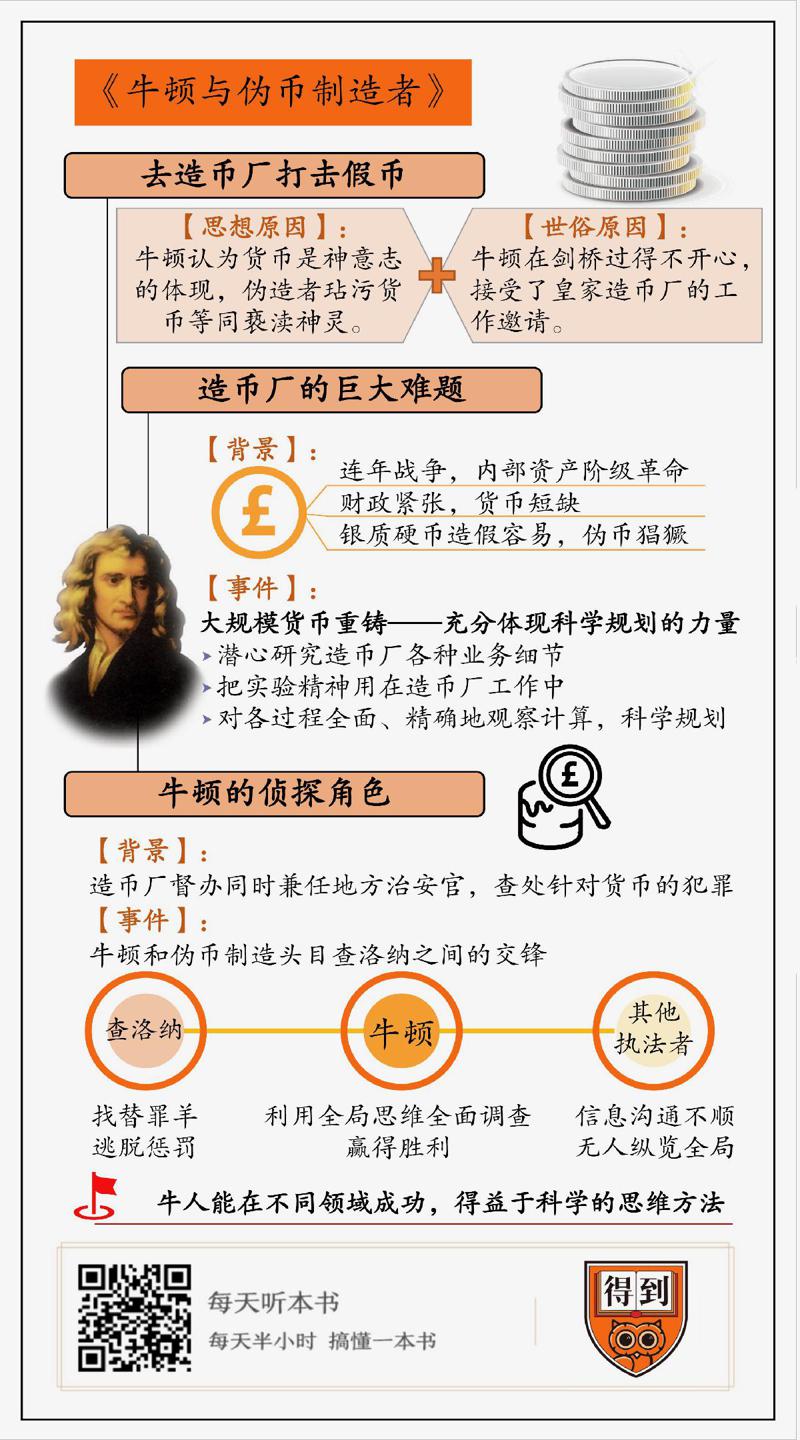 《牛顿与伪币制造者》
去造币厂打击假币
【思想原因】：
牛顿认为货币是神意志
的体现，伪造者玷污货
币等同亵渎神灵。
【世俗原因】：
牛顿在剑桥过得不开心，
接受了皇家造币厂的工
作邀请。
造币厂的巨大难题
【背景】：
£
连年战争，内部资产阶级革命
财政紧张，货币短缺
银质硬币造假容易，伪币猖獗
【事件】：
大规模货币重铸——充分体现科学规划的力量
潜心研究造币厂各种业务细节
把实验精神用在造币厂工作中
对各过程全面、精确地观察计算，科学规划
牛顿的侦探角色
£
【背景】：
造币厂督办同时兼任地方治安官，查处针对货币的犯罪
【事件】：
牛顿和伪币制造头目查洛纳之间的交锋
查洛纳
找替罪羊
逃脱惩罚
牛顿
利用全局思维全面调查
赢得胜利
其他
执法者
信息沟通不顺
无人纵览全局
牛人能在不同领域成功，得益于科学的思维方法
每天听本书
每天半小时 搞懂一本书
得到